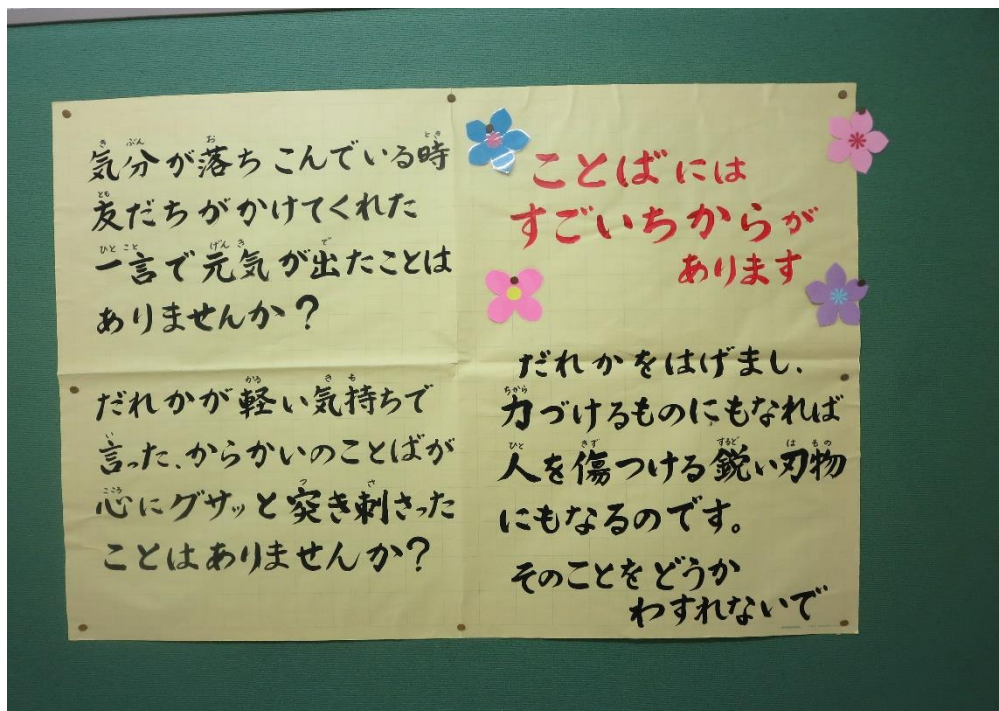 気分が落ちこんでいる時
友だちがかけてくれた
一言で元気が出たことは
ありませんか？
だれかが軽い気持ちで
言った、からかいのことばが
心にグサッと突き刺さった
ことはありませんか？
ことばには
すごいちからが
あります
だれかをはげまし、
力づけるものにもなれば
人を傷つける鋭い刃物
にもなるのです。
そのことをどうか
わすれないで